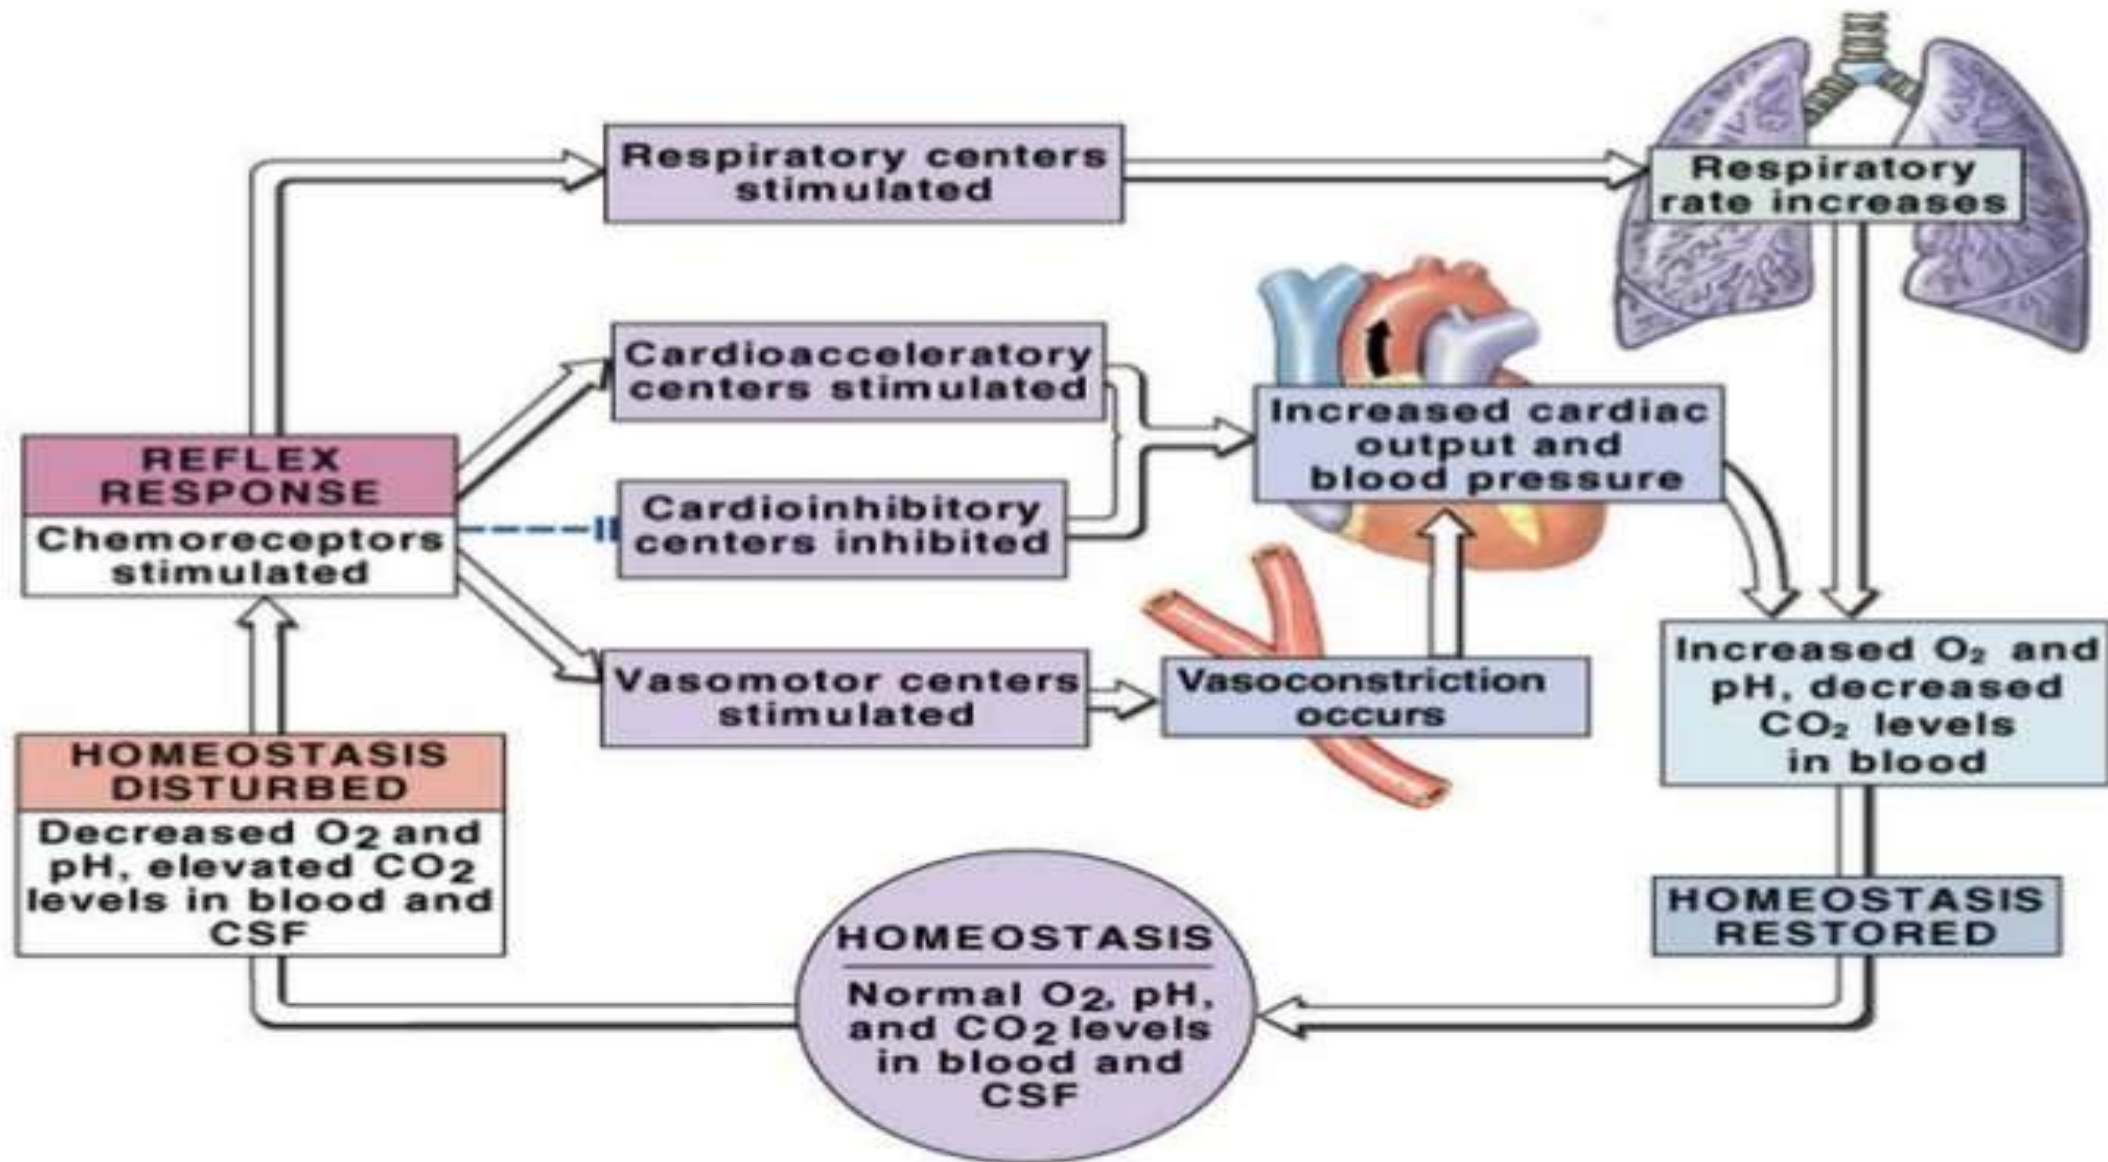 Respiratory centers
stimulated
Respiratory
rate increases
Cardioacceleratory
centers stimulated
Increased cardiac
output and
blood pressure
REFLEX
RESPONSE
Chemoreceptors
stimulated
Cardioinhibitory
centers inhibited
Vasomotor centers
stimulated
Vasoconstriction
occurs
Increased O₂ and
pH, decreased
CO₂ levels
in blood
HOMEOSTASIS
DISTURBED
Decreased O₂ and
pH, elevated CO₂
levels in blood and
CSF
HOMEOSTASIS
RESTORED
HOMEOSTASIS
Normal O₂, pH,
and CO₂ levels
in blood and
CSF